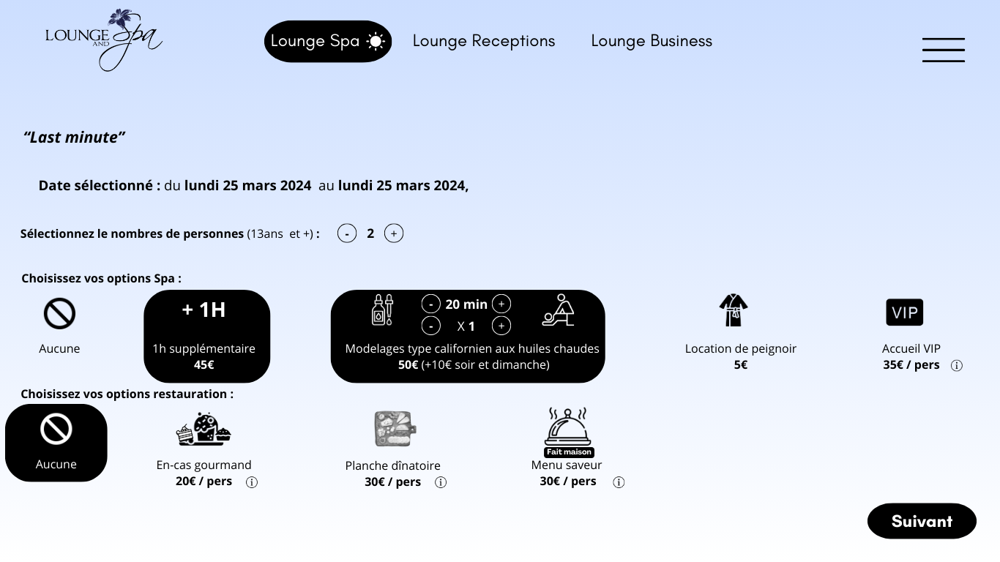 LOUNGE AND Spa
Lounge Spa Lounge Receptions Lounge Business
“Last minute”
Date sélectionné : du lundi 25 mars 2024 au lundi 25 mars 2024,
Sélectionnez le nombres de personnes (13ans et +) : - 2 +
Choisissez vos options Spa :
Aucune
+ 1H
1h supplémentaire
45€
- 20 min +
- X 1 +
Modelages type californien aux huiles chaudes
50€ (+10€ soir et dimanche)
Location de peignoir
5€
VIP
Accueil VIP
35€ / pers i
Choisissez vos options restauration :
Aucune
En-cas gourmand
20€ / pers i
Planche dînatoire
30€ / pers i
Fait maison
Menu saveur
30€ / pers i
Suivant